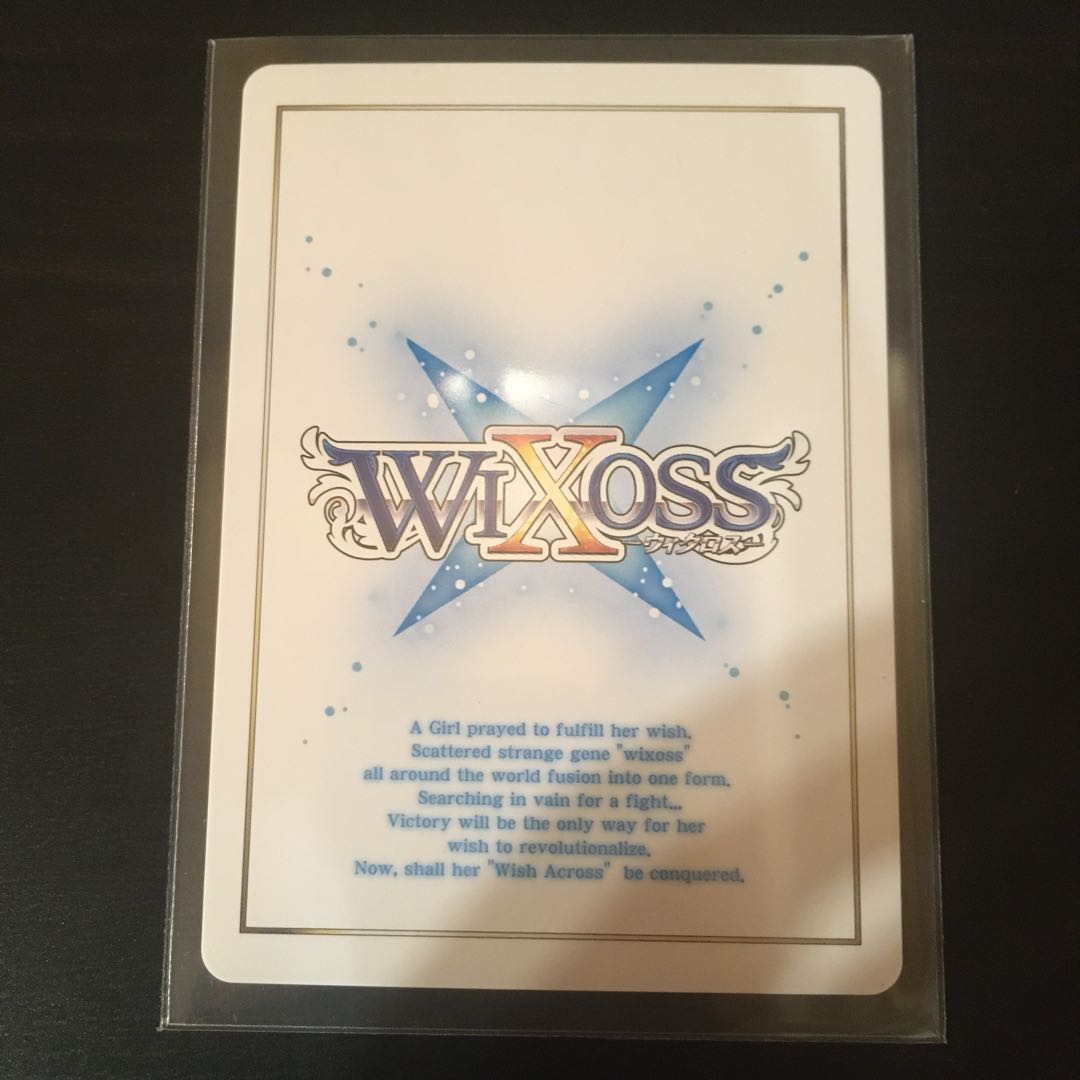 WIXOSS
—ウィクロス—
A Girl prayed to fulfill her wish.
Scattered strange gene "wixoss"
all around the world fusion into one form.
Searching in vain for a fight...
Victory will be the only way for her
wish to revolutionalize.
Now, shall her "Wish Across" be conquered.